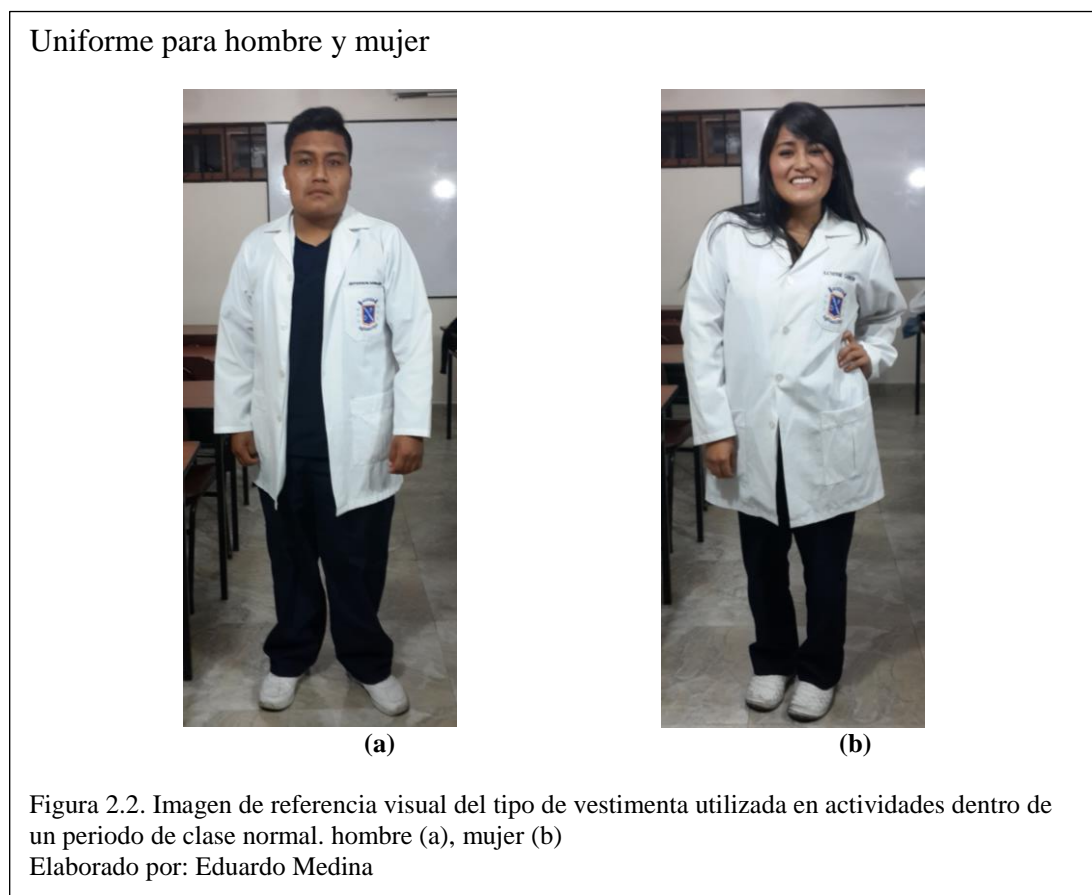 Uniforme para hombre y mujer
(a)
(b)
Figura 2.2. Imagen de referencia visual del tipo de vestimenta utilizada en actividades dentro de
un periodo de clase normal. hombre (a), mujer (b)
Elaborado por: Eduardo Medina